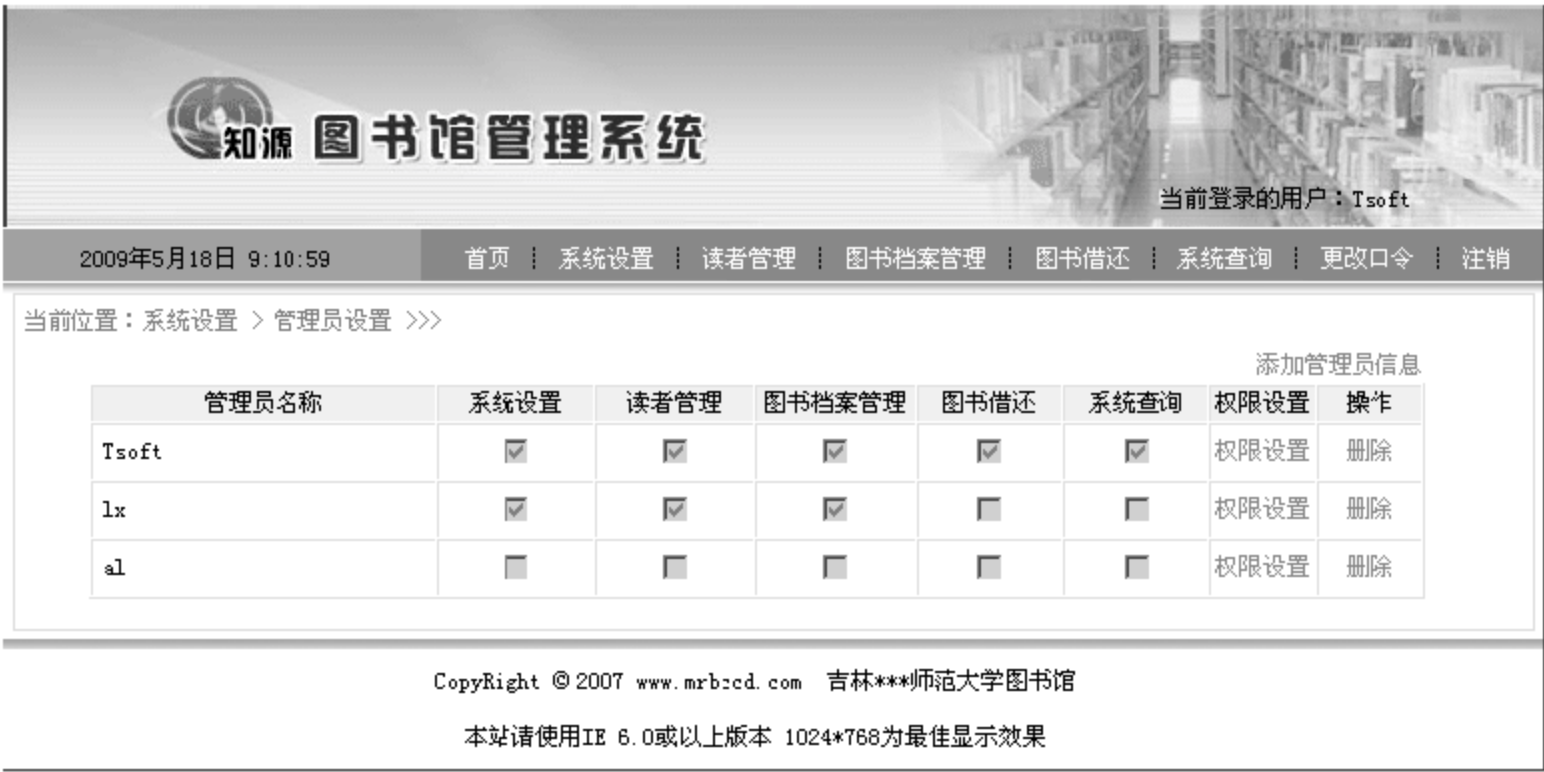 知源 图书馆管理系统
当前登录的用户：Tsoft
2009年5月18日 9:10:59 首页 系统设置 读者管理 图书档案管理 图书借还 系统查询 更改口令 注销
当前位置：系统设置 > 管理员设置 >>>
添加管理员信息
管理员名称 系统设置 读者管理 图书档案管理 图书借还 系统查询 权限设置 操作
Tsoft 权限设置 删除
lx 权限设置 删除
al 权限设置 删除
CopyRight © 2007 www.mrbccd.com 吉林***师范大学图书馆
本站请使用IE 6.0或以上版本 1024*768为最佳显示效果